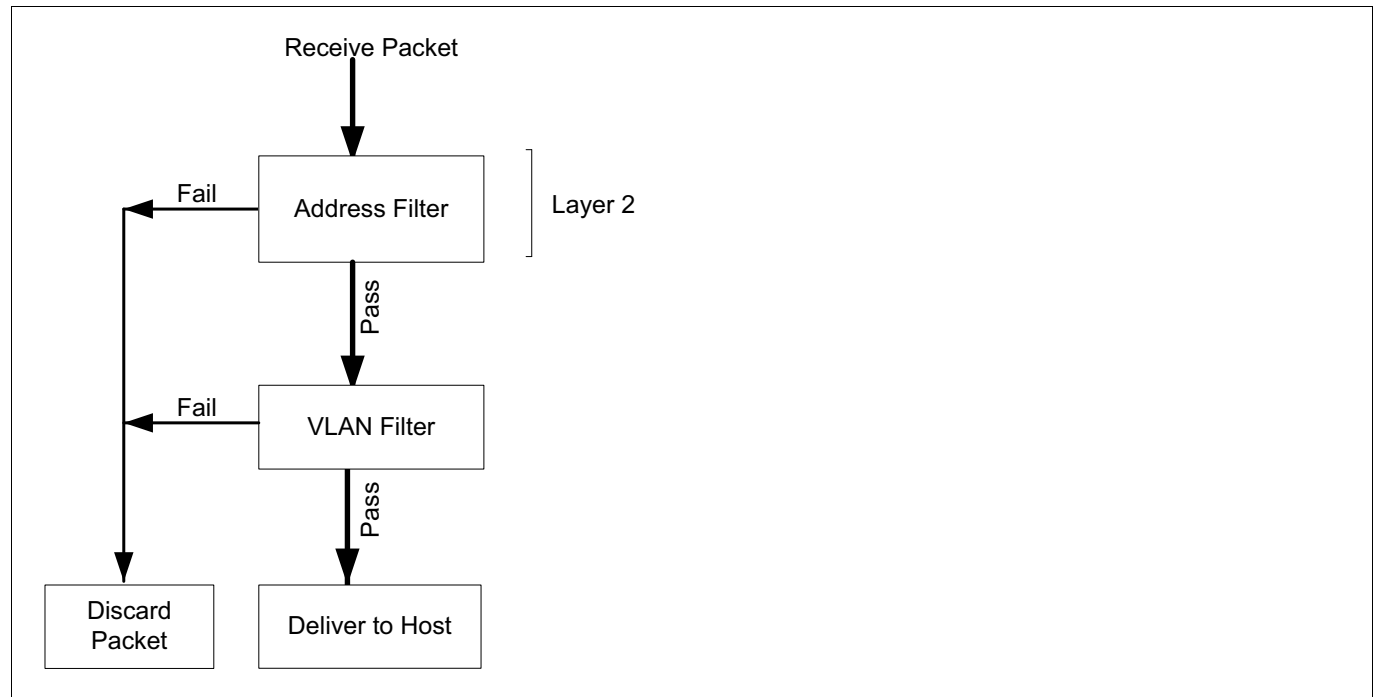 Receive Packet
Fail
Address Filter
Layer 2
Pass
Fail
VLAN Filter
Pass
Discard
Packet
Deliver to Host